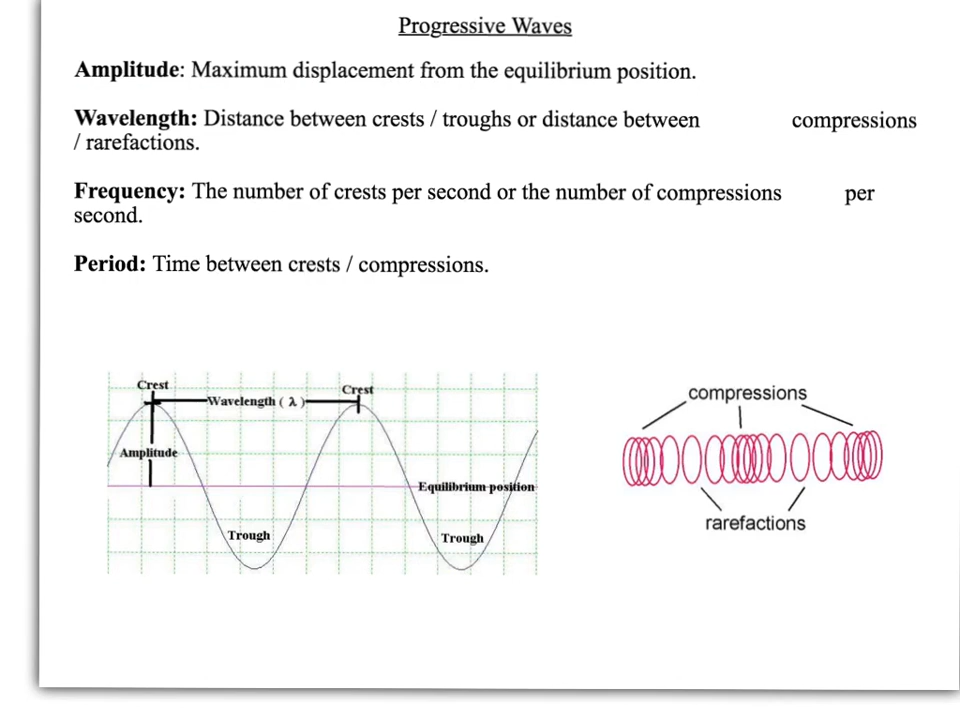 Progressive Waves
Amplitude: Maximum displacement from the equilibrium position.
Wavelength: Distance between crests / troughs or distance between compressions
/ rarefactions.
Frequency: The number of crests per second or the number of compressions per
second.
Period: Time between crests / compressions.
Crest
Crest
Wavelength ( λ )
Amplitude
Equilibrium position
Trough
Trough
compressions
rarefactions